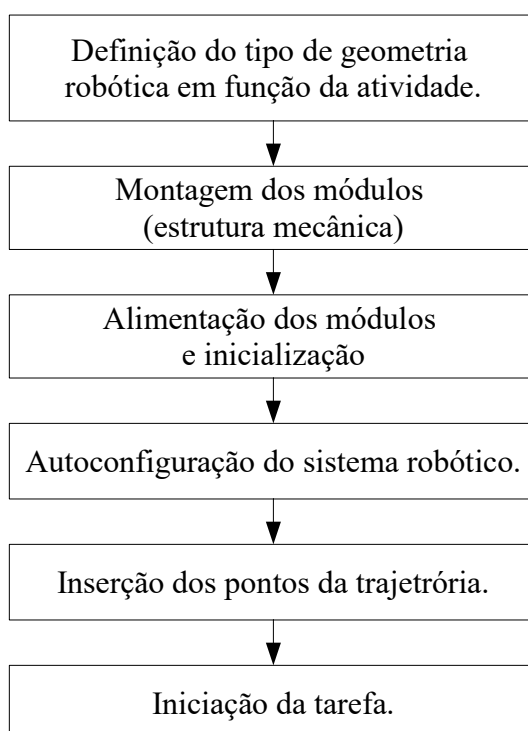 Definição do tipo de geometria
robótica em função da atividade.
Montagem dos módulos
(estrutura mecânica)
Alimentação dos módulos
e inicialização
Autoconfiguração do sistema robótico.
Inserção dos pontos da trajetrória.
Iniciação da tarefa.